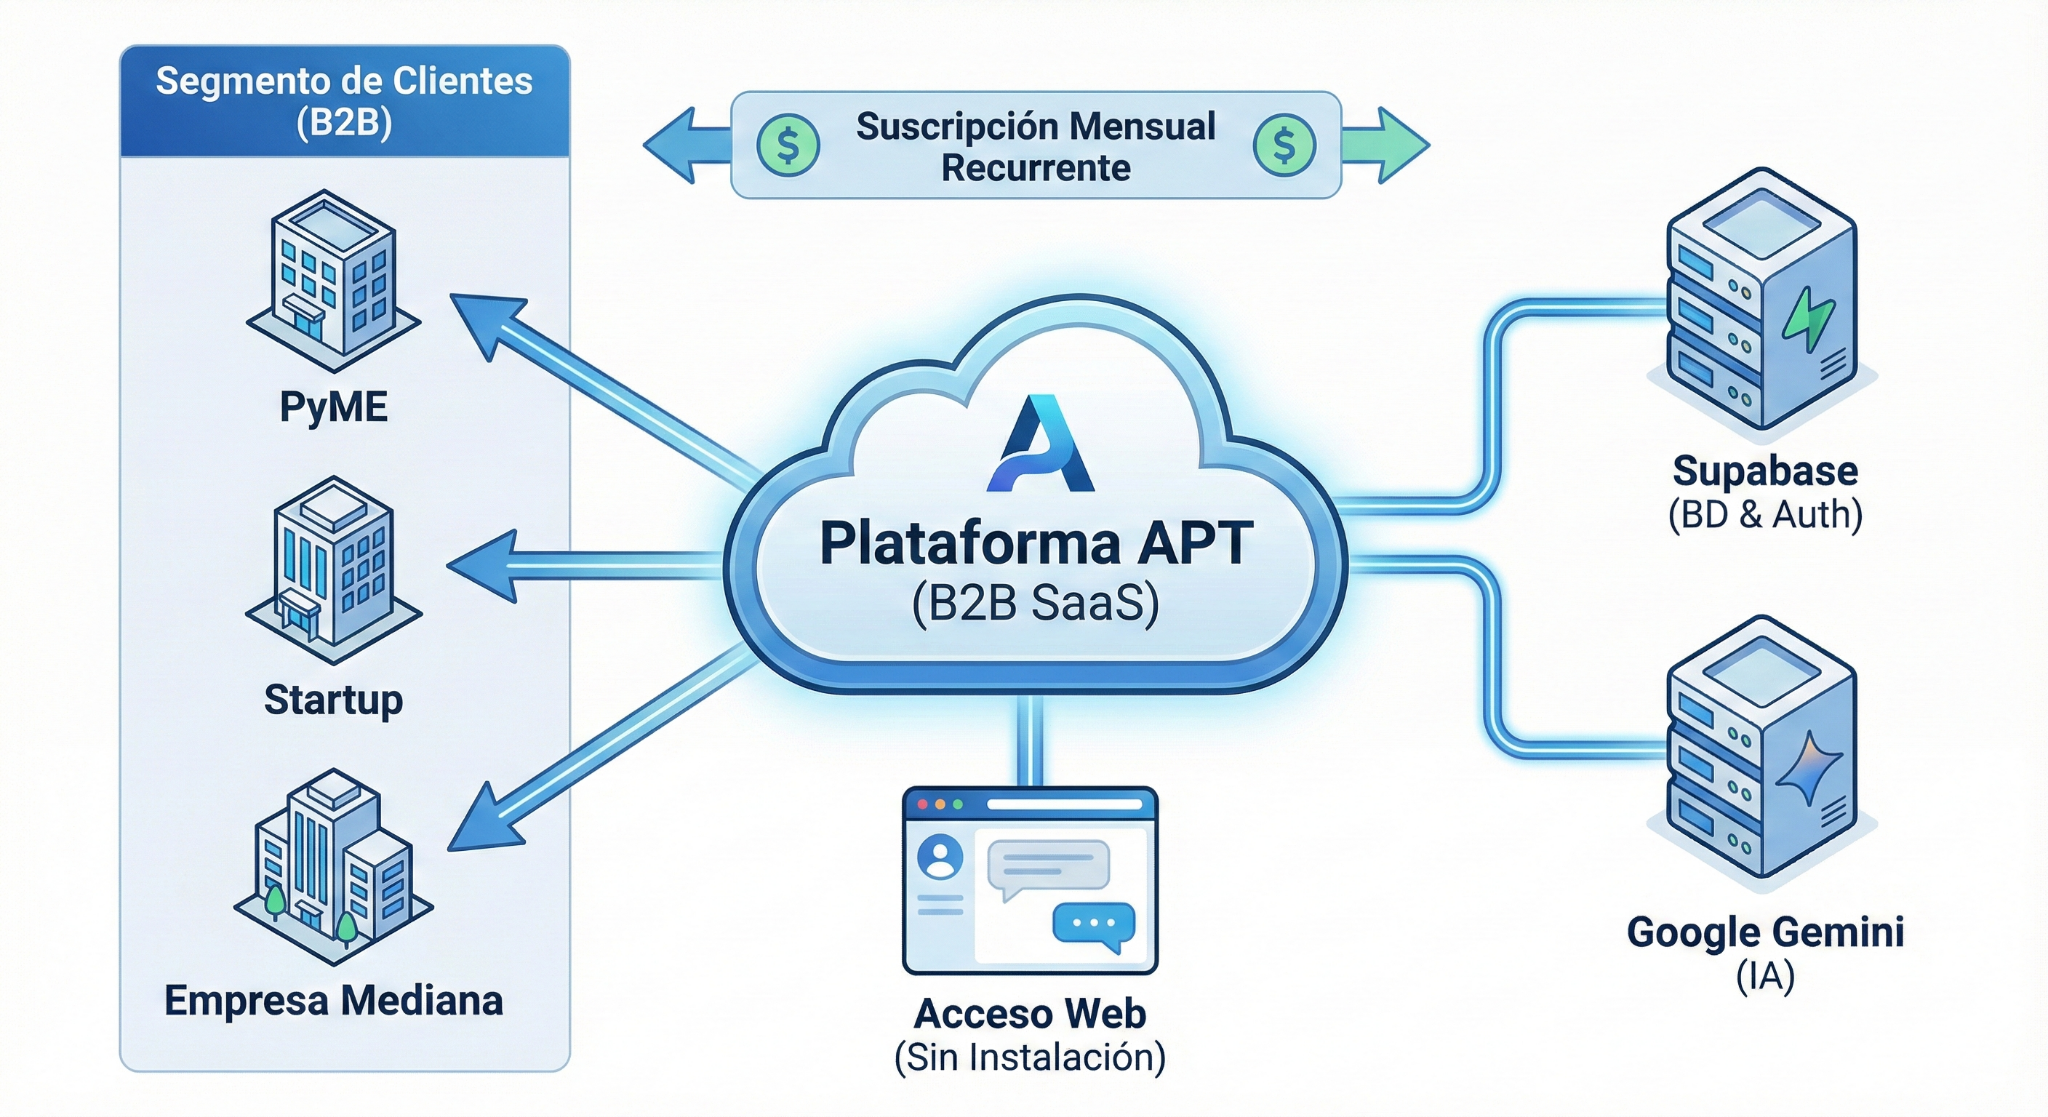 Segmento de Clientes
(B2B)
PyME
Startup
Empresa Mediana
$
Suscripción Mensual
Recurrente
$
Plataforma APT
(B2B SaaS)
Acceso Web
(Sin Instalación)
Supabase
(BD & Auth)
Google Gemini
(IA)